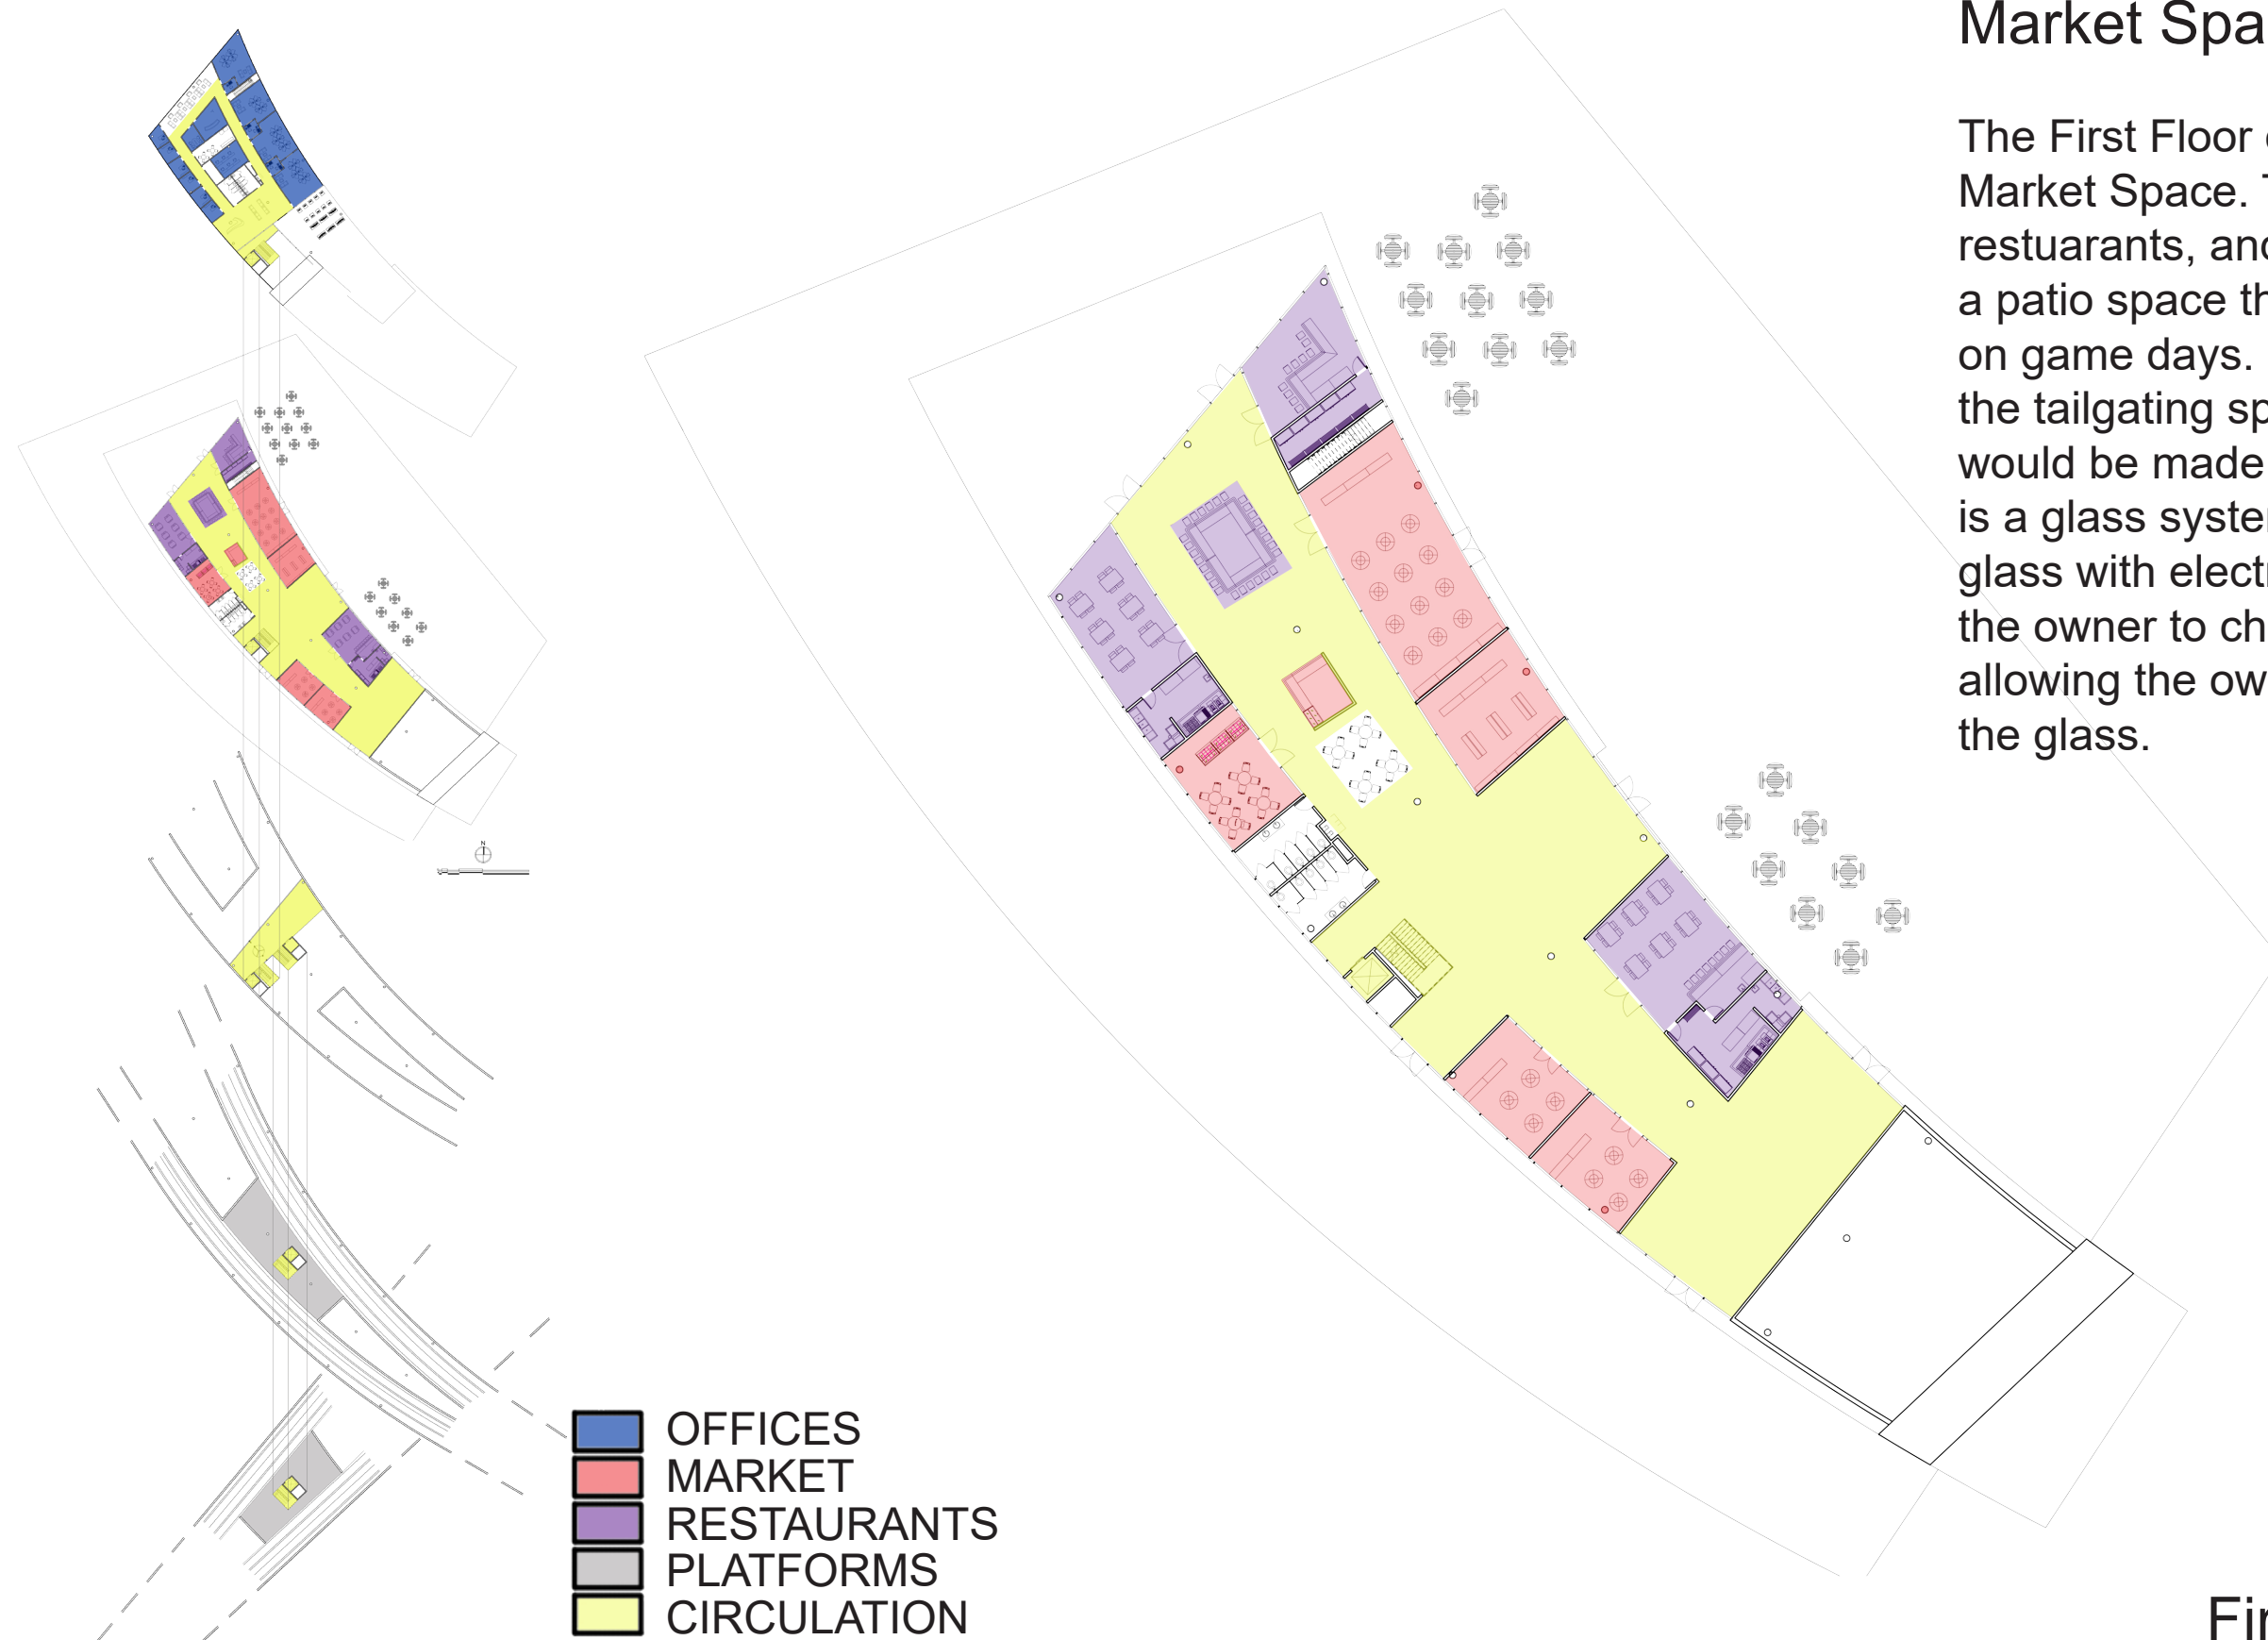 Market Spa
The First Floor
Market Space.
restuarants, and
a patio space th
on game days.
the tailgating sp
would be made
is a glass syster
glass with electr
the owner to ch
allowing the ow
the glass.
N
OFFICES
MARKET
RESTAURANTS
PLATFORMS
CIRCULATION
Fir